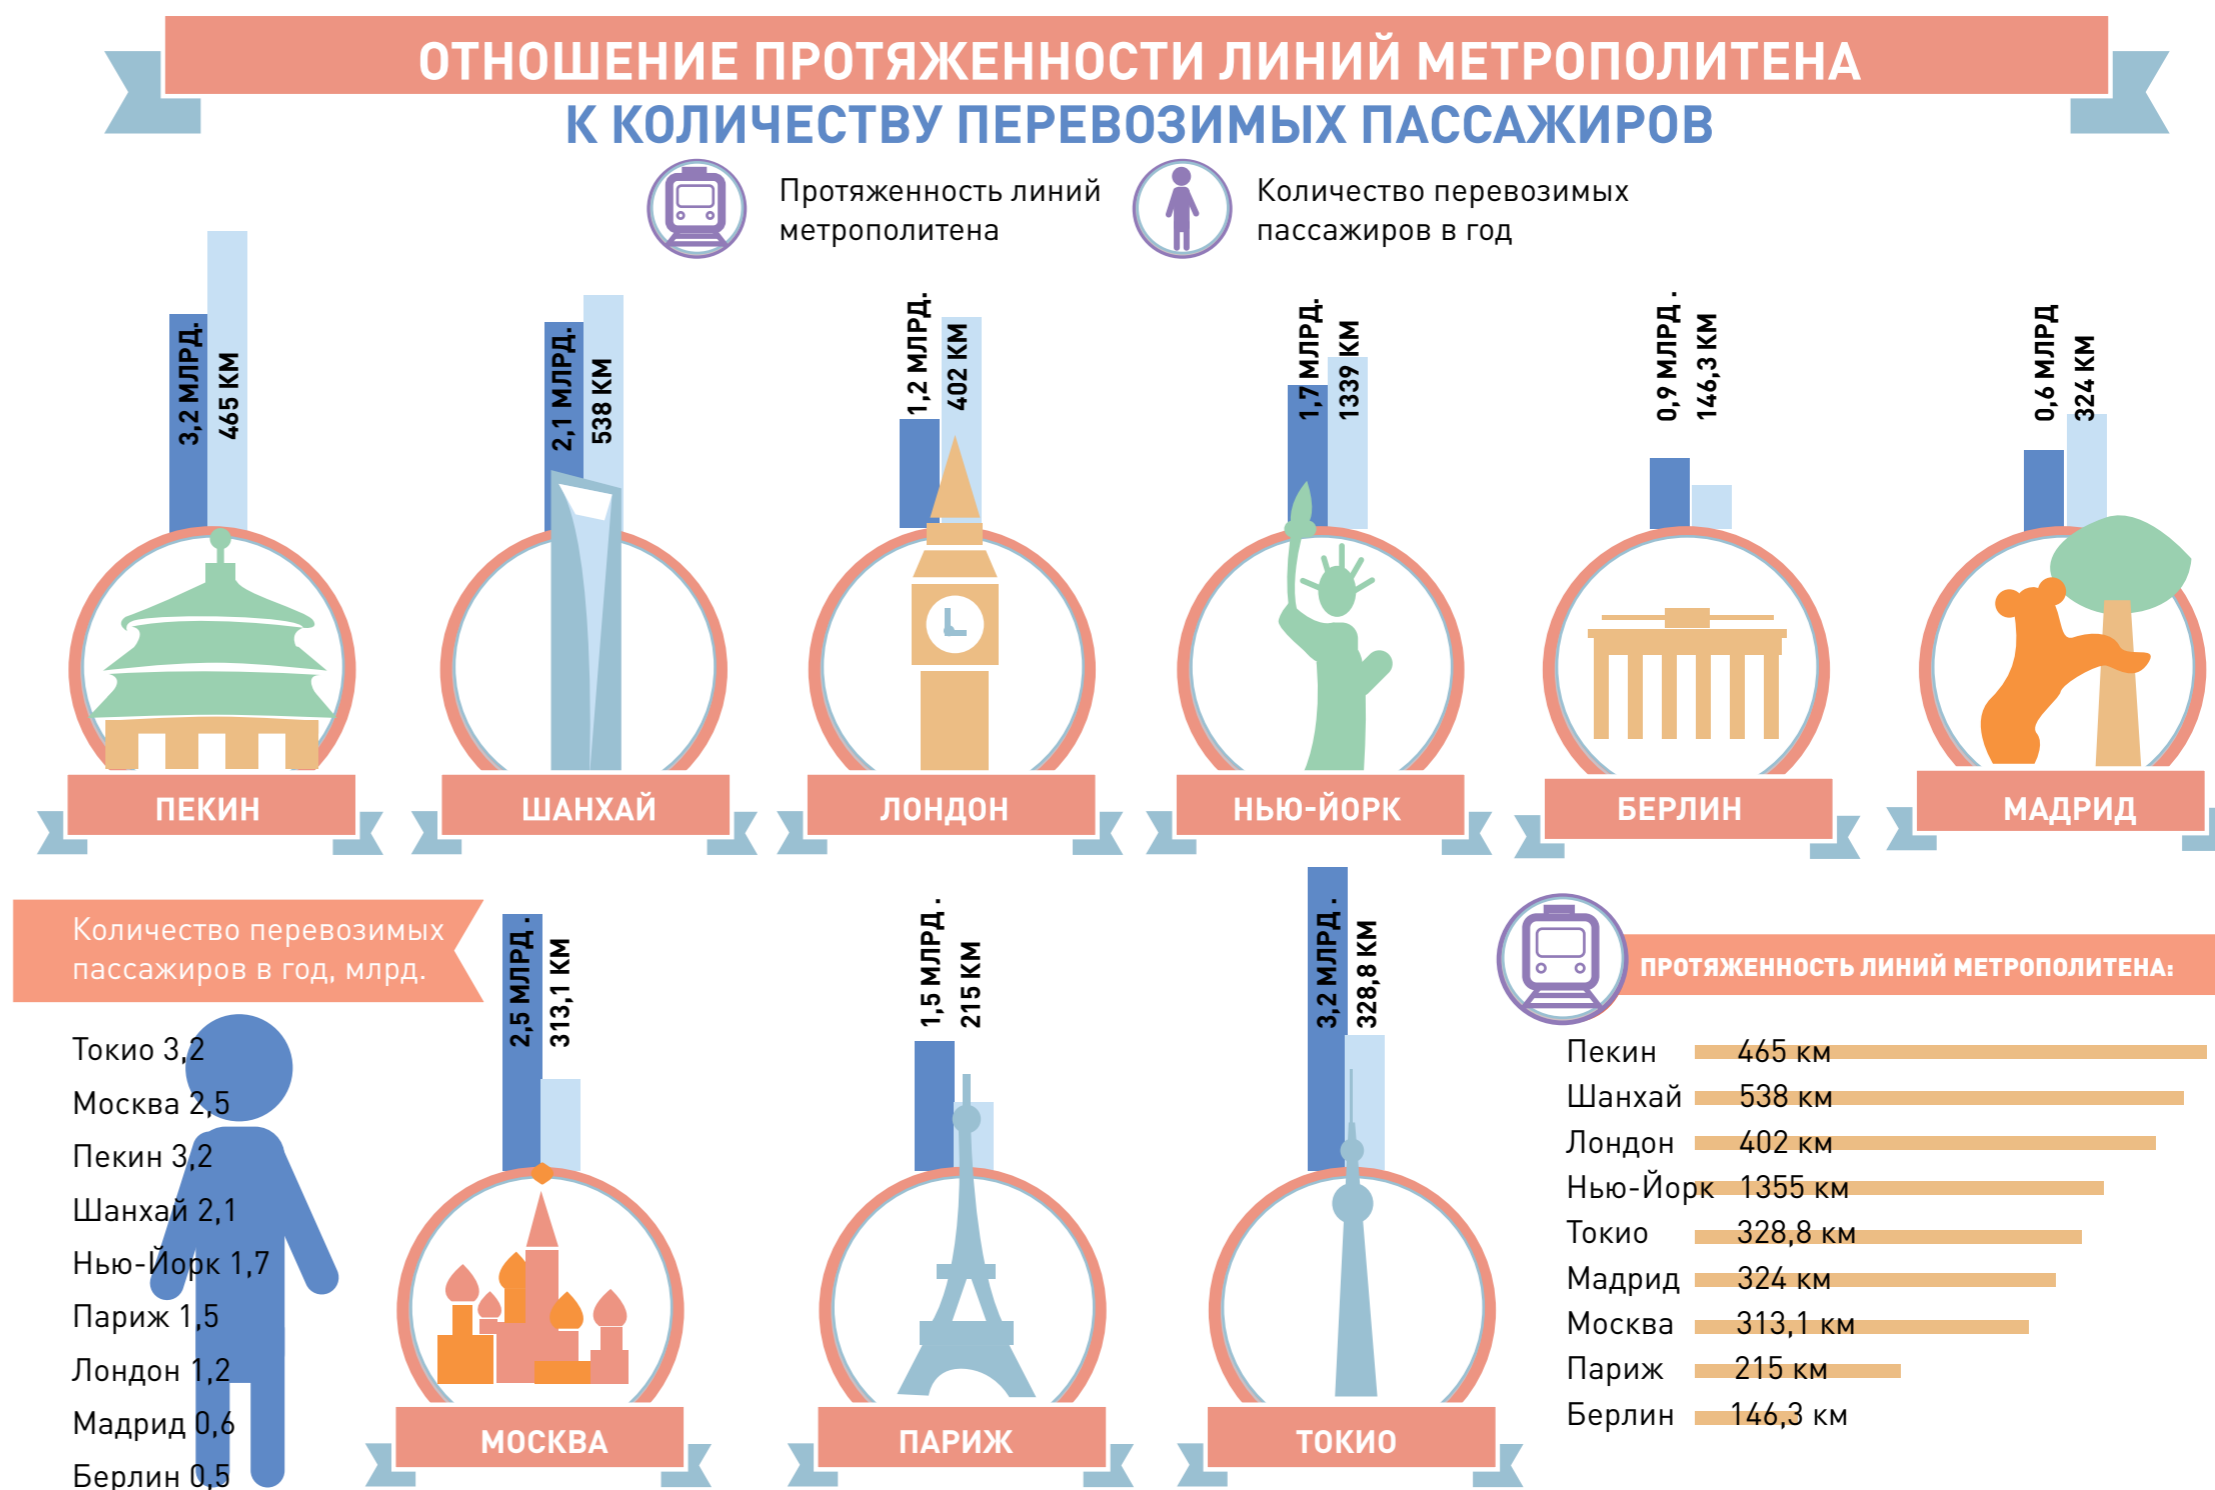 ОТНОШЕНИЕ ПРОТЯЖЕННОСТИ ЛИНИЙ МЕТРОПОЛИТЕНА
К КОЛИЧЕСТВУ ПЕРЕВОЗИМЫХ ПАССАЖИРОВ
Протяженность линий
метрополитена
Количество перевозимых
пассажиров в год
3,2 МЛРД.
465 КМ
2,1 МЛРД.
538 КМ
1,2 МЛРД.
402 КМ
1,7 МЛРД.
1339 КМ
0,9 МЛРД .
146,3 КМ
0,6 МЛРД
324 КМ
ПЕКИН
ШАНХАЙ
ЛОНДОН
НЬЮ-ЙОРК
БЕРЛИН
МАДРИД
Количество перевозимых
пассажиров в год, млрд.
Токио 3,2
Москва 2,5
Пекин 3,2
Шанхай 2,1
Нью-Йорк 1,7
Париж 1,5
Лондон 1,2
Мадрид 0,6
Берлин 0,5
2,5 МЛРД .
313,1 КМ
1,5 МЛРД .
215 КМ
3,2 МЛРД .
328,8 КМ
МОСКВА
ПАРИЖ
ТОКИО
ПРОТЯЖЕННОСТЬ ЛИНИЙ МЕТРОПОЛИТЕНА:
Пекин 465 км
Шанхай 538 км
Лондон 402 км
Нью-Йорк 1355 км
Токио 328,8 км
Мадрид 324 км
Москва 313,1 км
Париж 215 км
Берлин 146,3 км